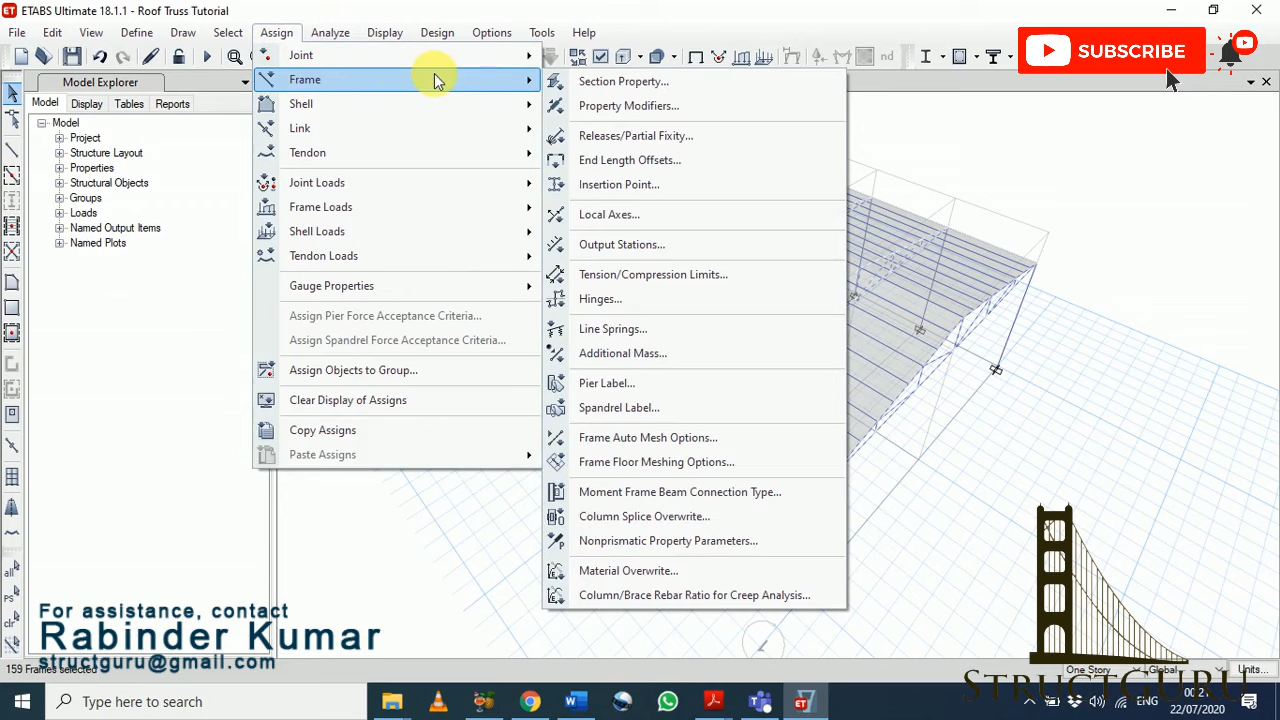 ETABS Ultimate 18.1.1 - Roof Truss Tutorial
File Edit View Define Draw Select Assign Analyze Display Design Options Tools Help
SUBSCRIBE
nd
Model Explorer
Model Display Tables Reports
Model
Project
Structure Layout
Properties
Structural Objects
Groups
Loads
Named Output Items
Named Plots
Joint
Frame
Shell
Link
Tendon
Joint Loads
Frame Loads
Shell Loads
Tendon Loads
Gauge Properties
Assign Pier Force Acceptance Criteria...
Assign Spandrel Force Acceptance Criteria...
Assign Objects to Group...
Clear Display of Assigns
Copy Assigns
Paste Assigns
Section Property...
Property Modifiers...
Releases/Partial Fixity...
End Length Offsets...
Insertion Point...
Local Axes...
Output Stations...
Tension/Compression Limits...
Hinges...
Line Springs...
Additional Mass...
Pier Label...
Spandrel Label...
Frame Auto Mesh Options...
Frame Floor Meshing Options...
Moment Frame Beam Connection Type...
Column Splice Overwrite...
Nonprismatic Property Parameters...
Material Overwrite...
Column/Brace Rebar Ratio for Creep Analysis...
all
PS
clr
For assistance, contact
Rabinder Kumar
structguru@gmail.com
STRUCTGURU
159 Frames selected
One Story Global Units...
Type here to search
ENG
22/07/2020